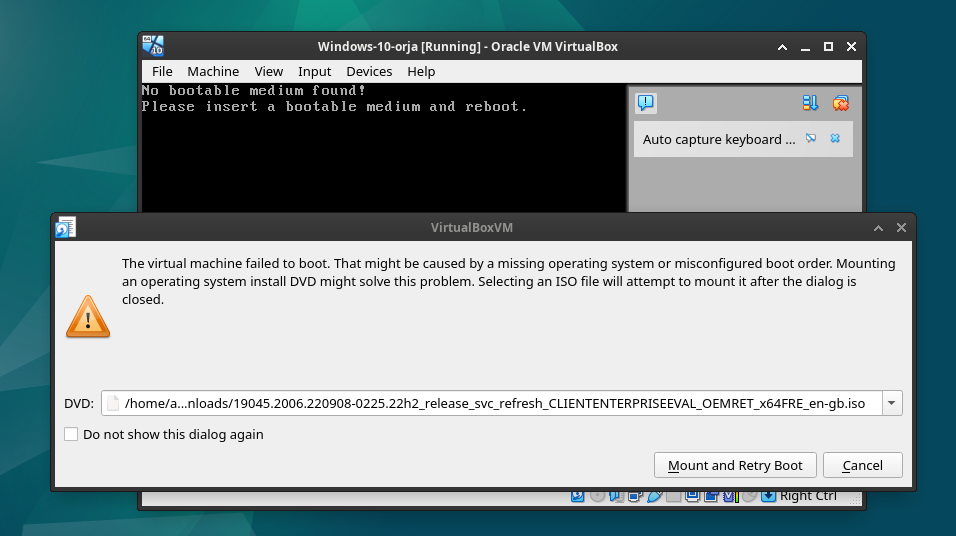 Windows-10-orja [Running] - Oracle VM VirtualBox
File Machine View Input Devices Help
No bootable medium found!
Please insert a bootable medium and reboot.
Auto capture keyboard ...
VirtualBoxVM
The virtual machine failed to boot. That might be caused by a missing operating system or misconfigured boot order. Mounting
an operating system install DVD might solve this problem. Selecting an ISO file will attempt to mount it after the dialog is
closed.
DVD: /home/a...nloads/19045.2006.220908-0225.22h2_release_svc_refresh_CLIENTENTERPRISEEVAL_OEMRET_x64FRE_en-gb.iso
Do not show this dialog again
Mount and Retry Boot Cancel
Right Ctrl